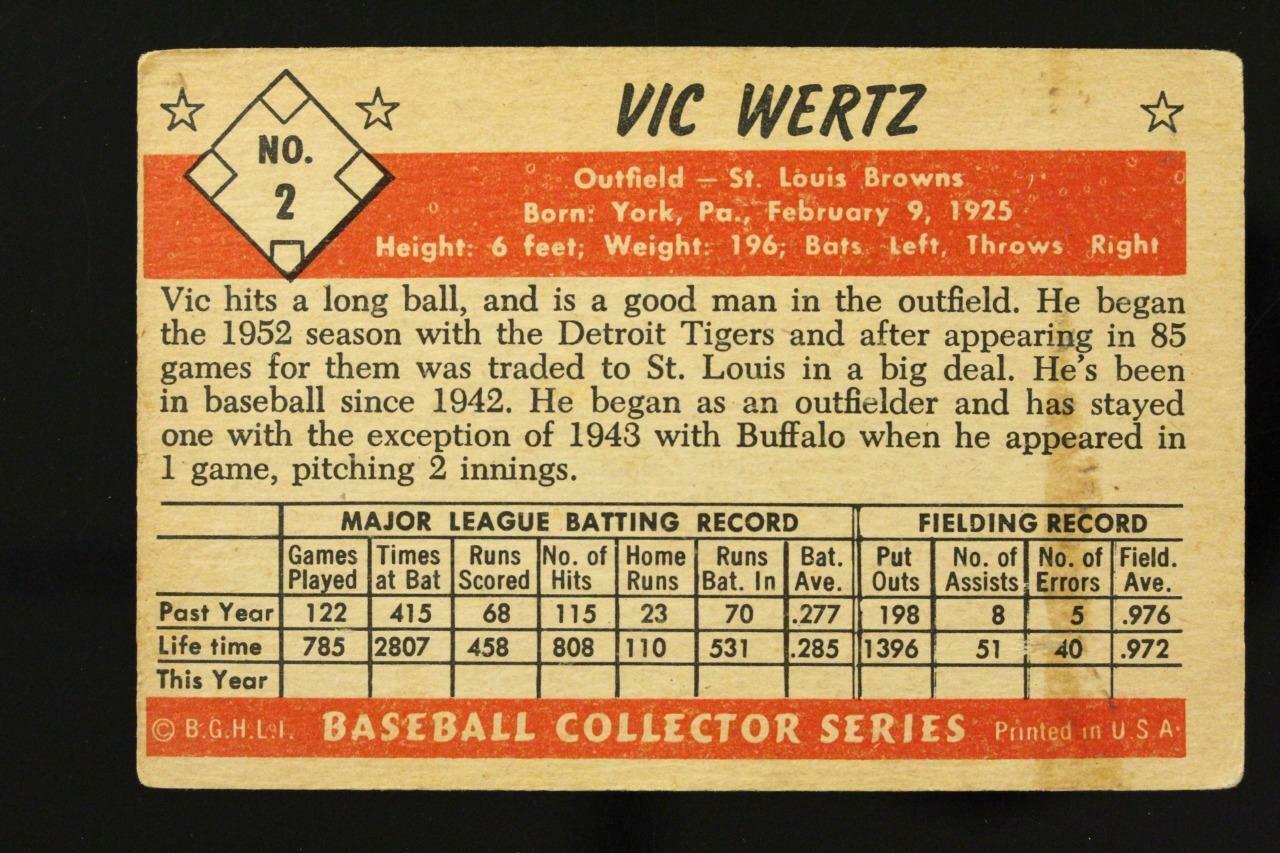 NO.
2
VIC WERTZ
Outfield — St. Louis Browns
Born: York, Pa., February 9, 1925
Height: 6 feet; Weight: 196; Bats Left, Throws Right
Vic hits a long ball, and is a good man in the outfield. He began
the 1952 season with the Detroit Tigers and after appearing in 85
games for them was traded to St. Louis in a big deal. He's been
in baseball since 1942. He began as an outfielder and has stayed
one with the exception of 1943 with Buffalo when he appeared in
1 game, pitching 2 innings.
MAJOR LEAGUE BATTING RECORD FIELDING RECORD
Games Times Runs No. of Home Runs Bat. Put No. of No. of Field.
Played at Bat Scored Hits Runs Bat. In Ave. Outs Assists Errors Ave.
Past Year 122 415 68 115 23 70 .277 198 8 5 .976
Life time 785 2807 458 808 110 531 .285 1396 51 40 .972
This Year
© B.G.H.L.I. BASEBALL COLLECTOR SERIES Printed in U S A